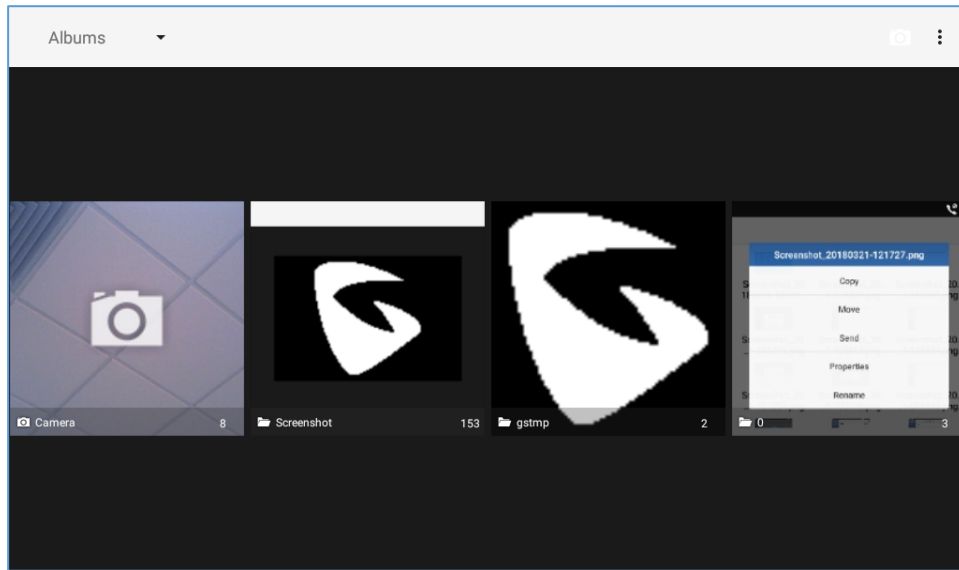 Albums
Screenshot_20180321-121727.png
Copy
Move
Send
Properties
Rename
Camera 8
Screenshot 153
gstmp 2
0 3